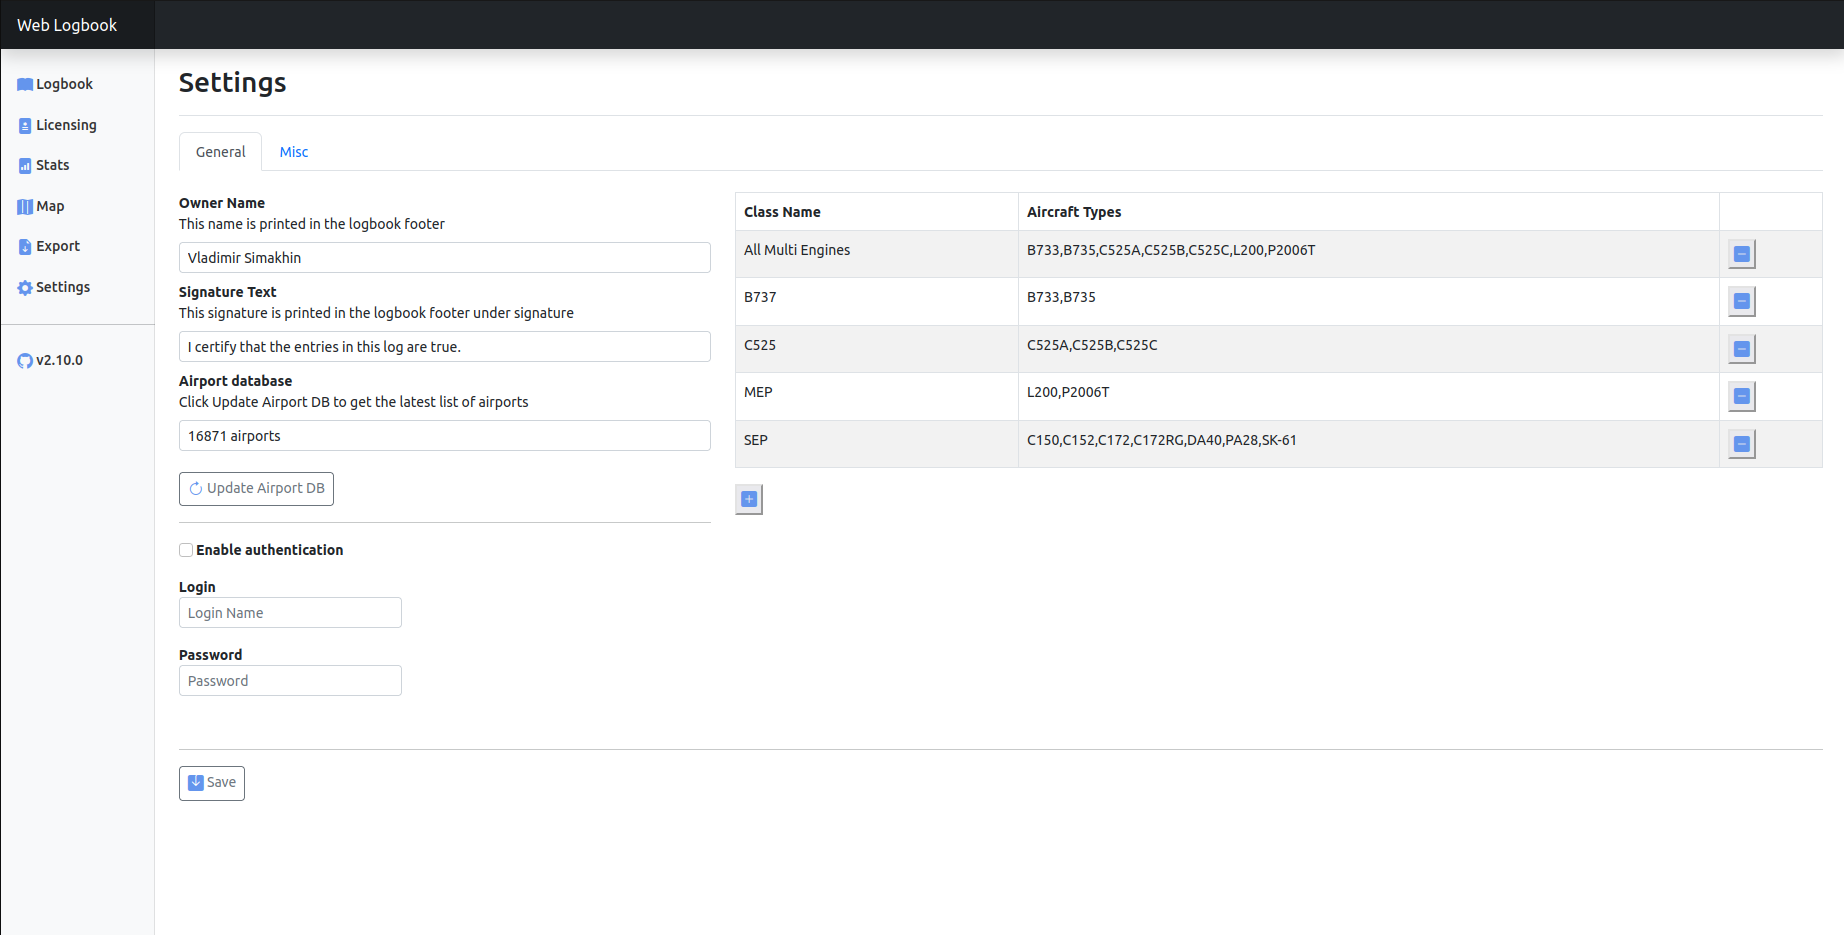 Web Logbook
Logbook
Licensing
Stats
Map
Export
Settings
v2.10.0
Settings
General
Misc
Owner Name
This name is printed in the logbook footer
Vladimir Simakhin
Signature Text
This signature is printed in the logbook footer under signature
I certify that the entries in this log are true.
Airport database
Click Update Airport DB to get the latest list of airports
16871 airports
Update Airport DB
Enable authentication
Login
Login Name
Password
Password
Save
Class Name Aircraft Types
All Multi Engines B733,B735,C525A,C525B,C525C,L200,P2006T
B737 B733,B735
C525 C525A,C525B,C525C
MEP L200,P2006T
SEP C150,C152,C172,C172RG,DA40,PA28,SK-61